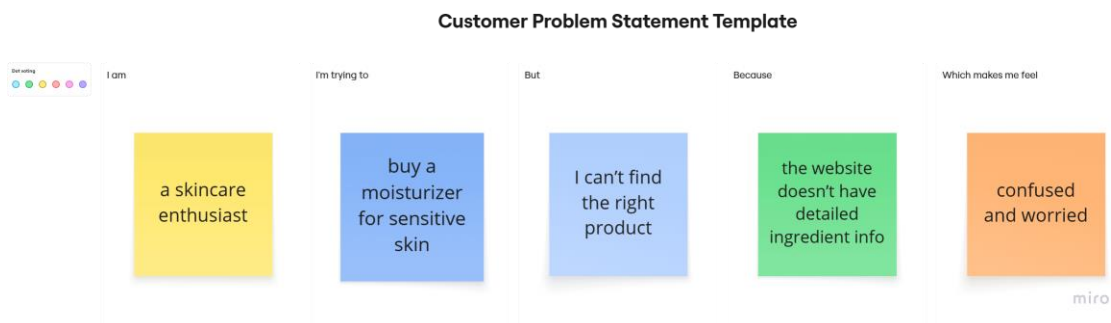 Customer Problem Statement Template
Dot voting
I am
I'm trying to
But
Because
Which makes me feel
a skincare
enthusiast
buy a
moisturizer
for sensitive
skin
I can't find
the right
product
the website
doesn't have
detailed
ingredient info
confused
and worried
miro